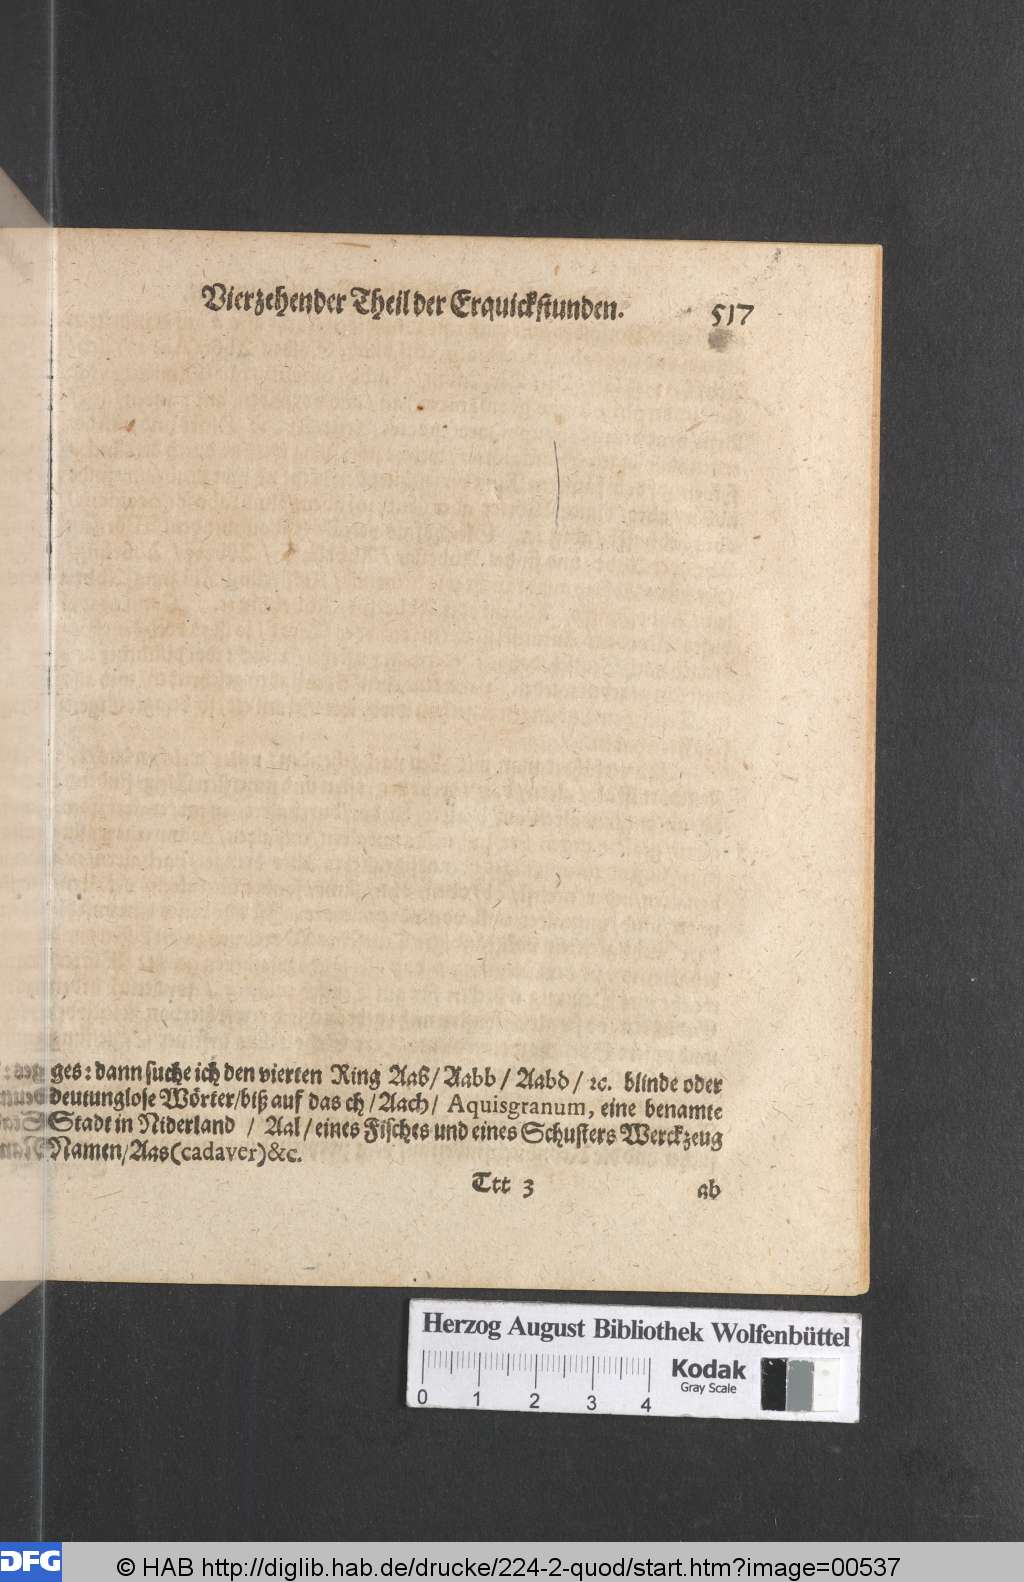 Vierzehender Theil der Erquickstunden. 517
ges: dann suche ich den vierten Ring Aas/ Aabb / Aabd / ꝛc. blinde oder
deutunglose Wörter/biß auf das ch/ Aach/ Aquisgranum, eine benamte
Stadt in Niderland / Aal/ eines Fisches und eines Schusters Werckzeug
Namen/Aas(cadaver)&c.
Ttt 3 ab
Herzog August Bibliothek Wolfenbüttel
Kodak
Gray Scale
0 1 2 3 4
DFG © HAB http://diglib.hab.de/drucke/224-2-quod/start.htm?image=00537